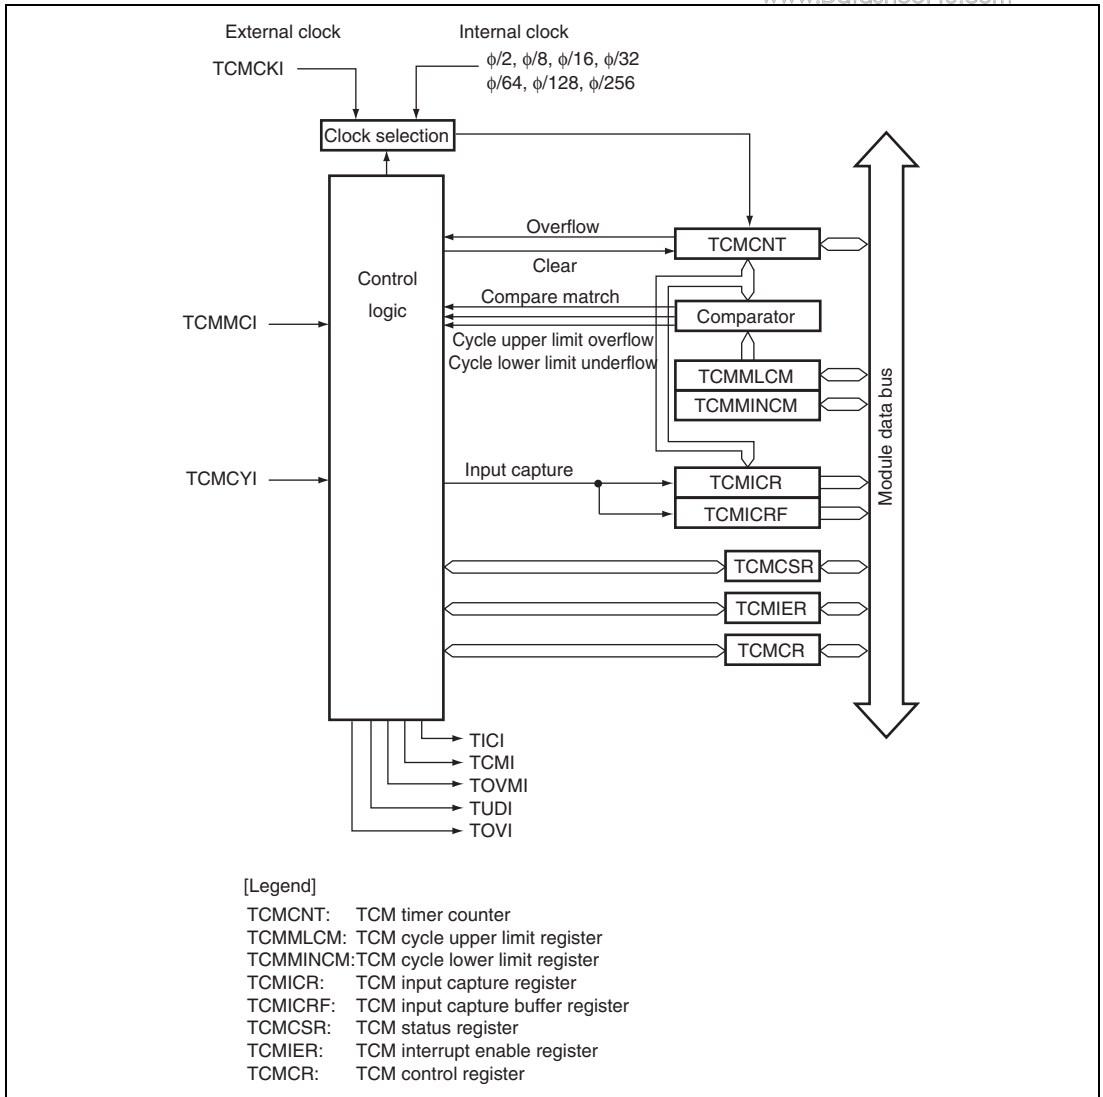 External clock
Internal clock
TCMCKI
ϕ/2, ϕ/8, ϕ/16, ϕ/32
ϕ/64, ϕ/128, ϕ/256
Clock selection
Overflow
TCMCNT
Clear
Control
logic
Compare matrch
Comparator
TCMMCI
Cycle upper limit overflow
Cycle lower limit underflow
TCMMLCM
TCMMINCM
Module data bus
TCMCYI
Input capture
TCMICR
TCMICRF
TCMCSR
TCMIER
TCMCR
TICI
TCMI
TOVMI
TUDI
TOVI
[Legend]
TCMCNT: TCM timer counter
TCMMLCM: TCM cycle upper limit register
TCMMINCM:TCM cycle lower limit register
TCMICR: TCM input capture register
TCMICRF: TCM input capture buffer register
TCMCSR: TCM status register
TCMIER: TCM interrupt enable register
TCMCR: TCM control register